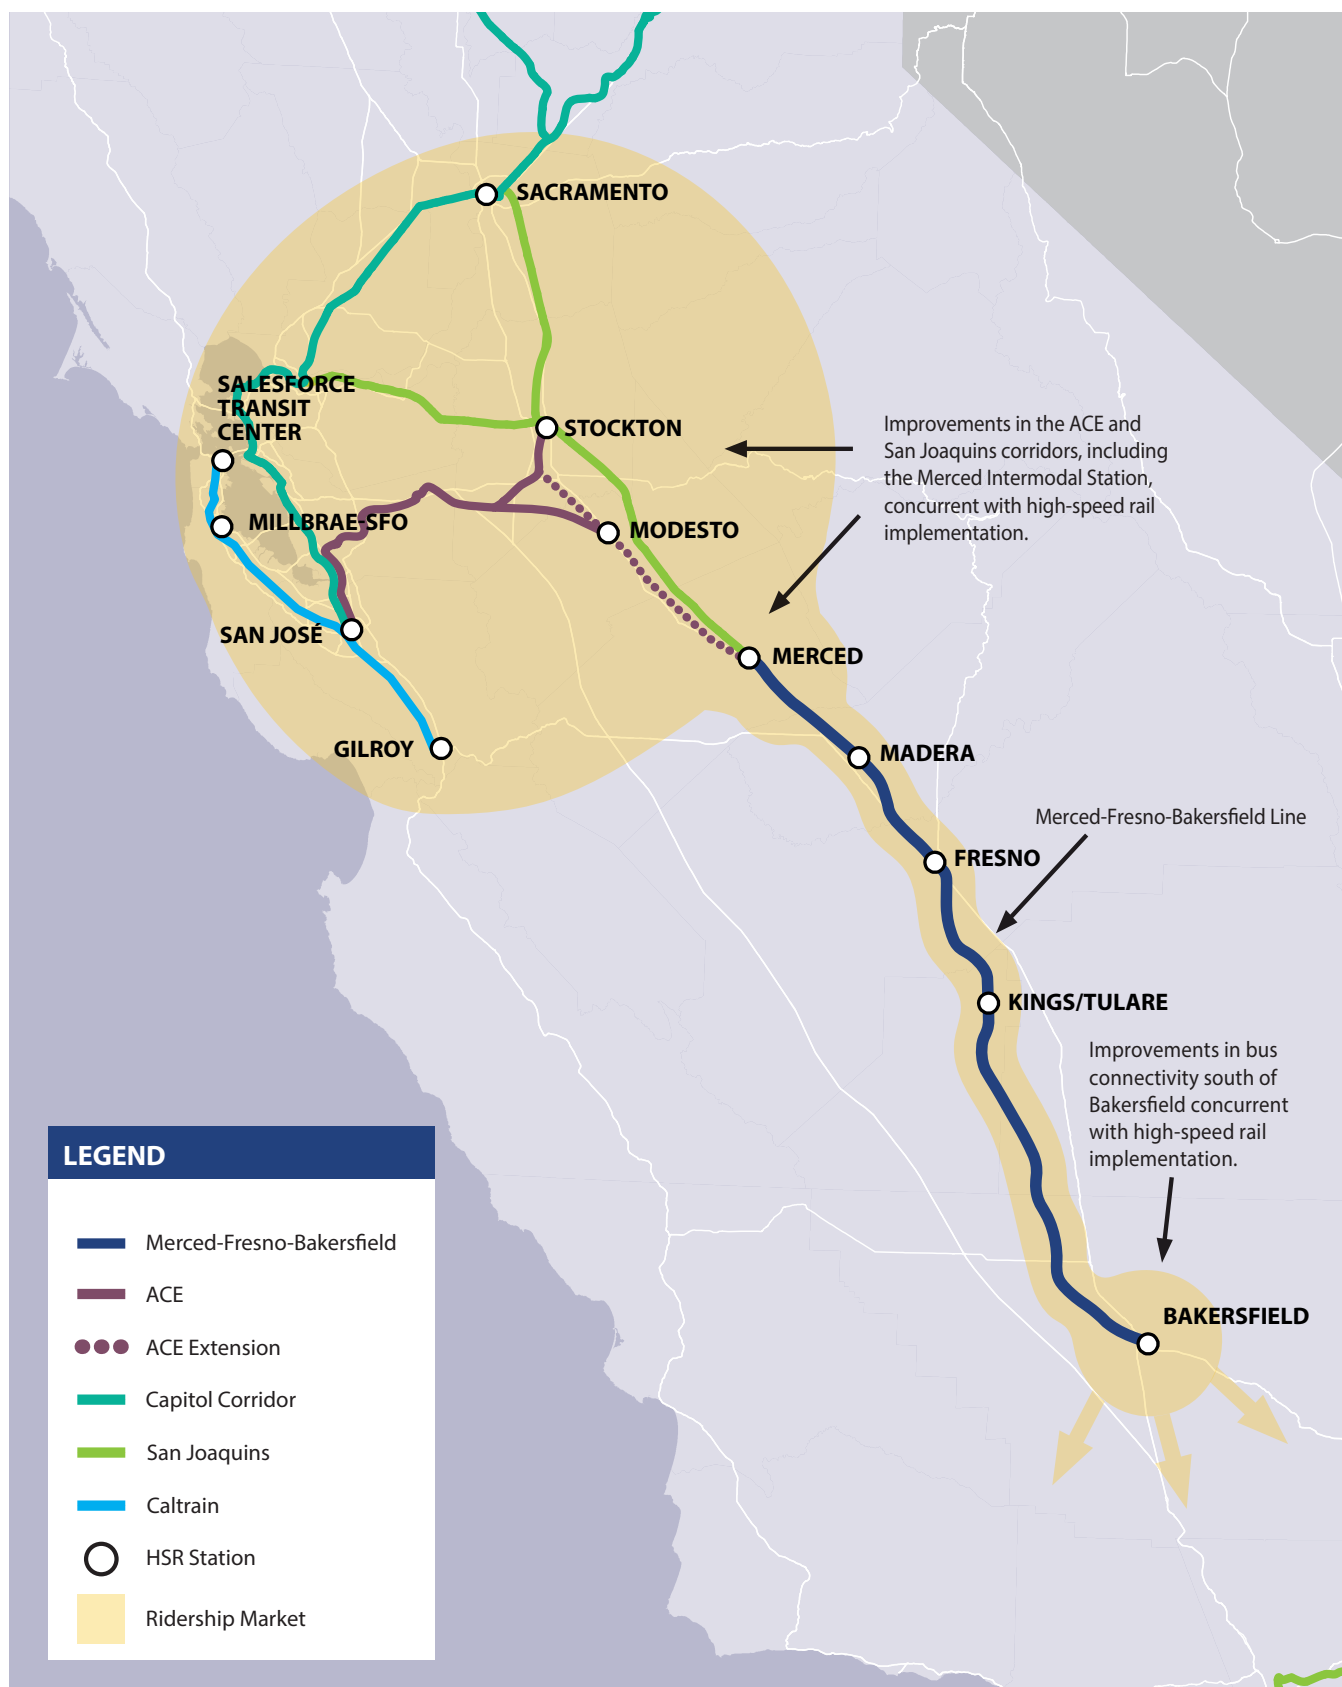 SACRAMENTO
SALESFORCE
TRANSIT
CENTER
STOCKTON
Improvements in the ACE and
San Joaquins corridors, including
the Merced Intermodal Station,
concurrent with high-speed rail
implementation.
MILLBRAE-SFO
MODESTO
SAN JOSÉ
MERCED
GILROY
MADERA
Merced-Fresno-Bakersfield Line
FRESNO
KINGS/TULARE
Improvements in bus
connectivity south of
Bakersfield concurrent
with high-speed rail
implementation.
BAKERSFIELD
LEGEND
Merced-Fresno-Bakersfield
ACE
ACE Extension
Capitol Corridor
San Joaquins
Caltrain
HSR Station
Ridership Market